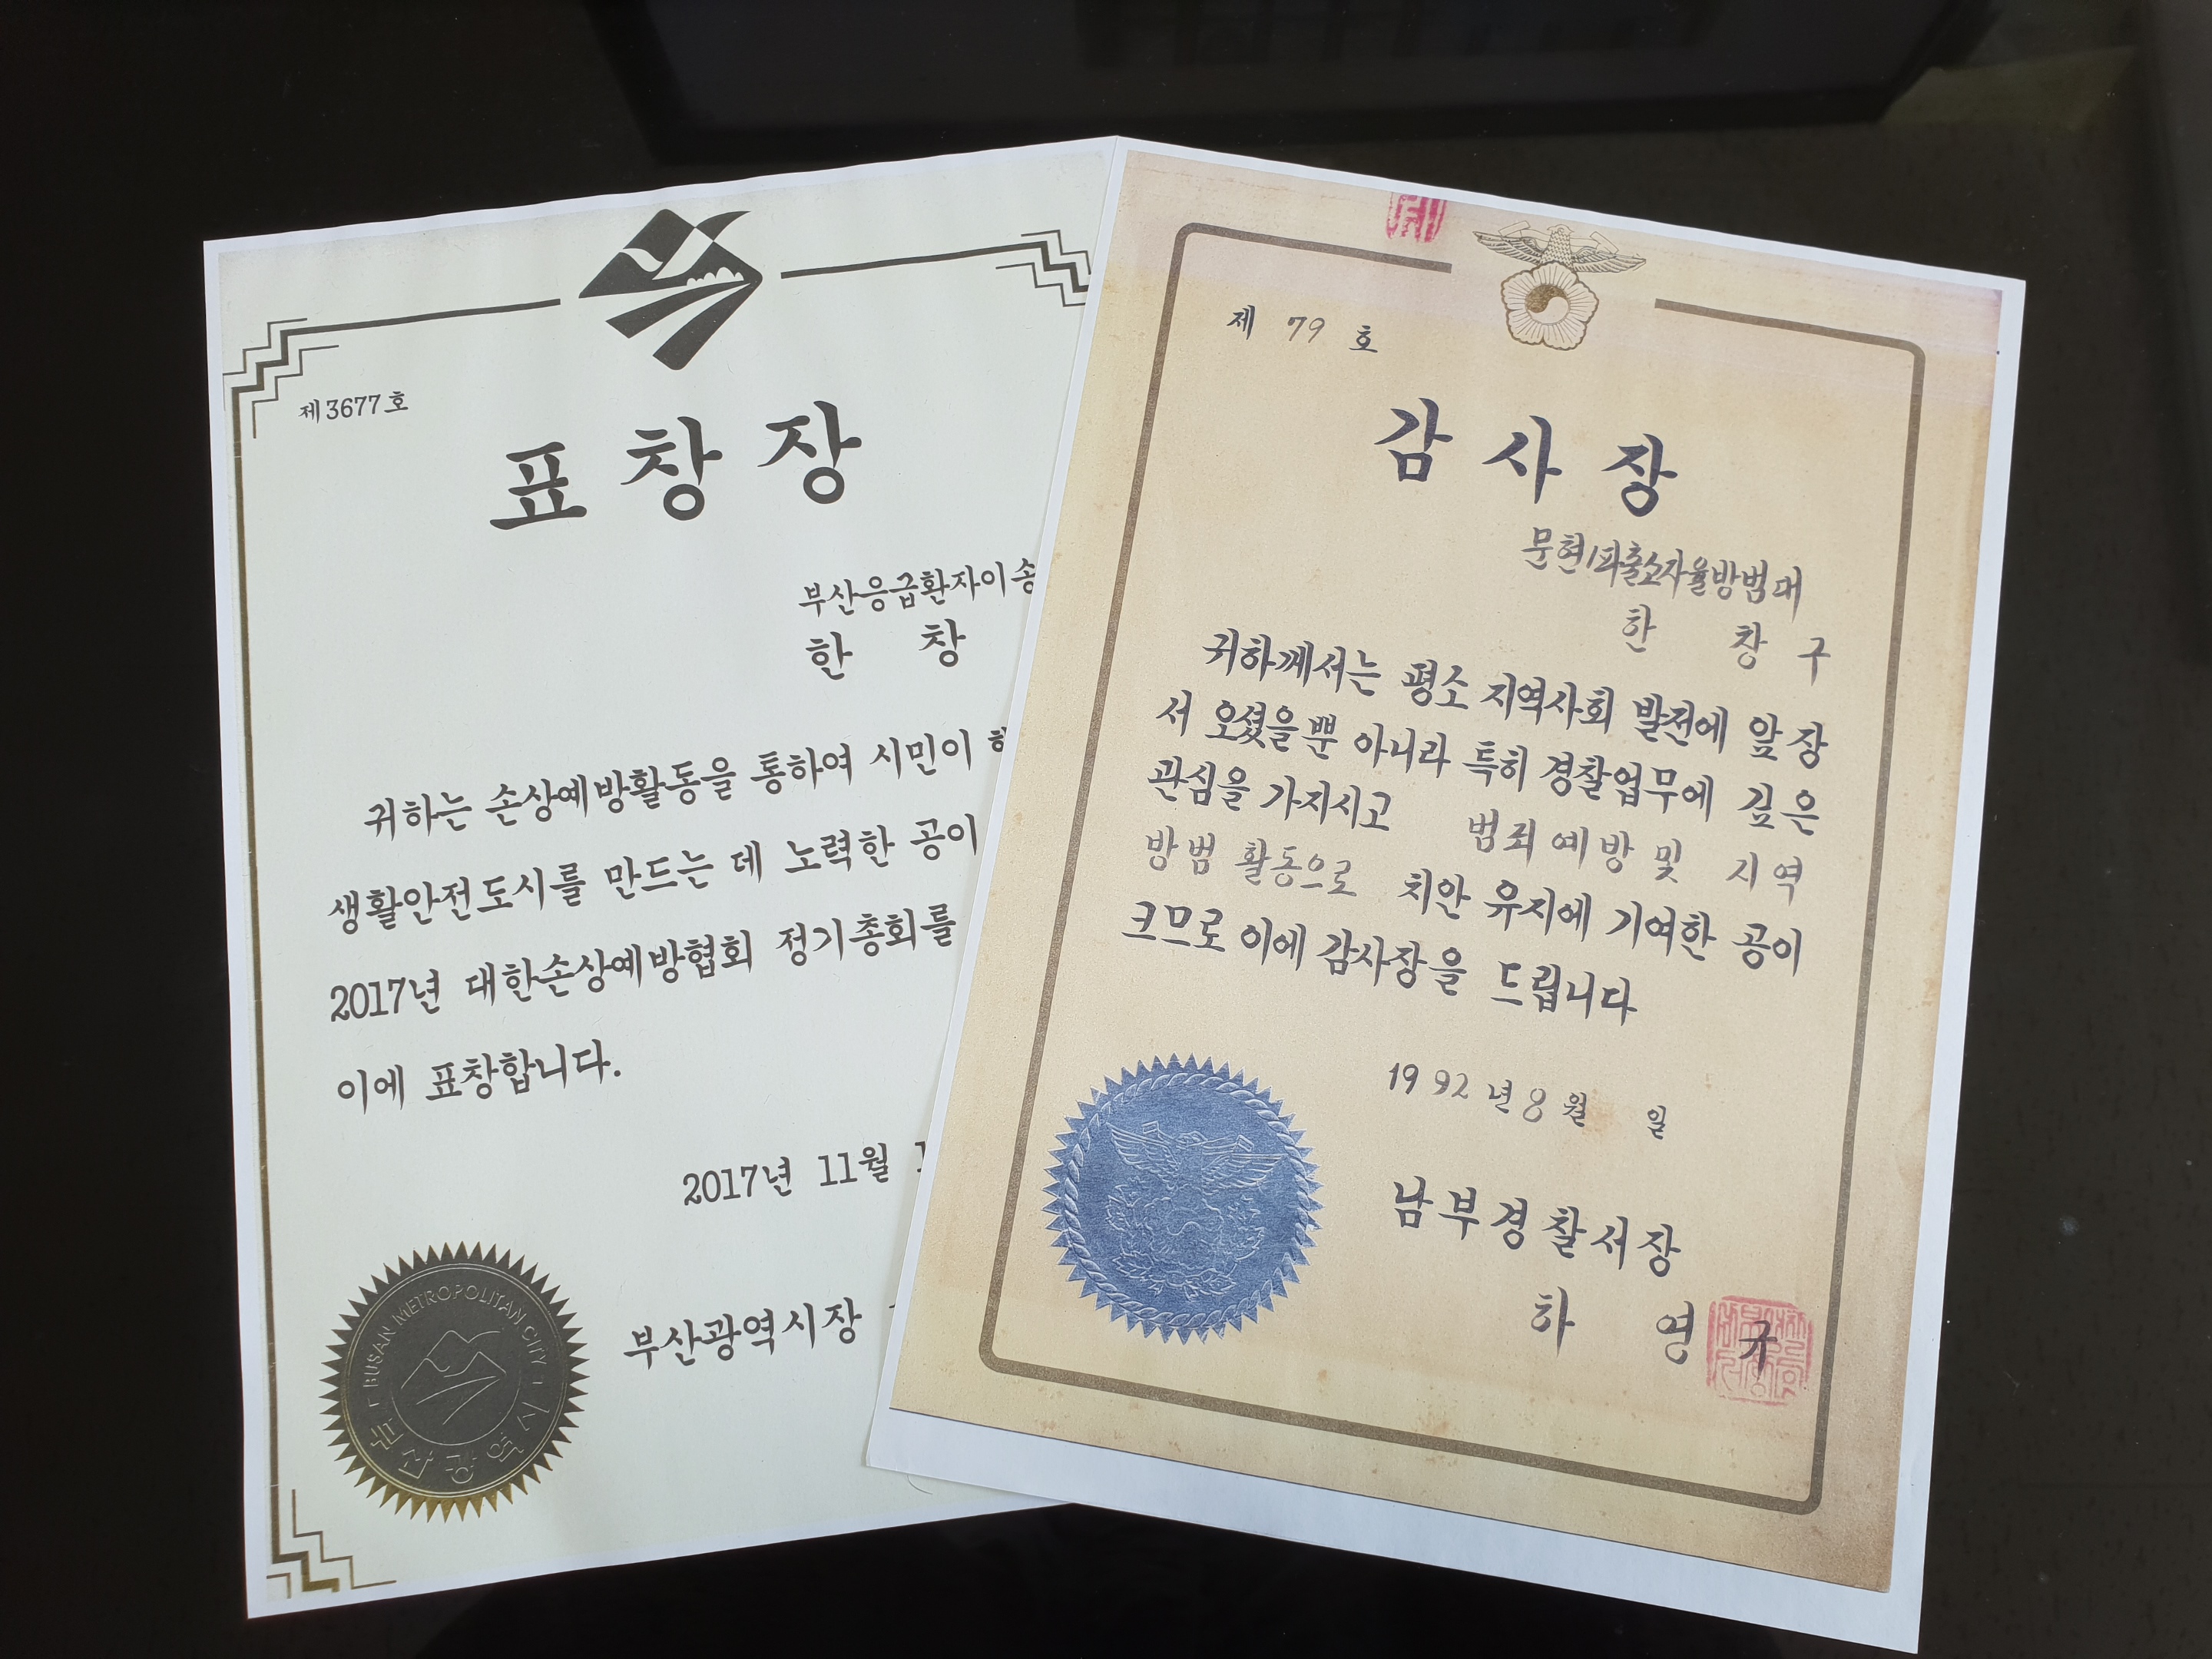 제3677호
표창장
부산응급환자이송
한 창
귀하는 손상예방활동을 통하여 시민이
생활안전도시를 만드는 데 노력한 공이
2017년 대한손상예방협회 정기총회를
이에 표창합니다.
2017년 11월
부산광역시장
BUSAN METROPOLITAN CITY
부산광역시
제 79 호
감사장
문현1파출소자율방범대
한 창 구
귀하께서는 평소 지역사회 발전에 앞장
서 오셨을뿐 아니라 특히 경찰업무에 깊은
관심을 가지시고 범죄예방 및 지역
방범 활동으로 치안 유지에 기여한 공이
크므로 이에 감사장을 드립니다
1992년 8월 일
남부경찰서장
하 영 규